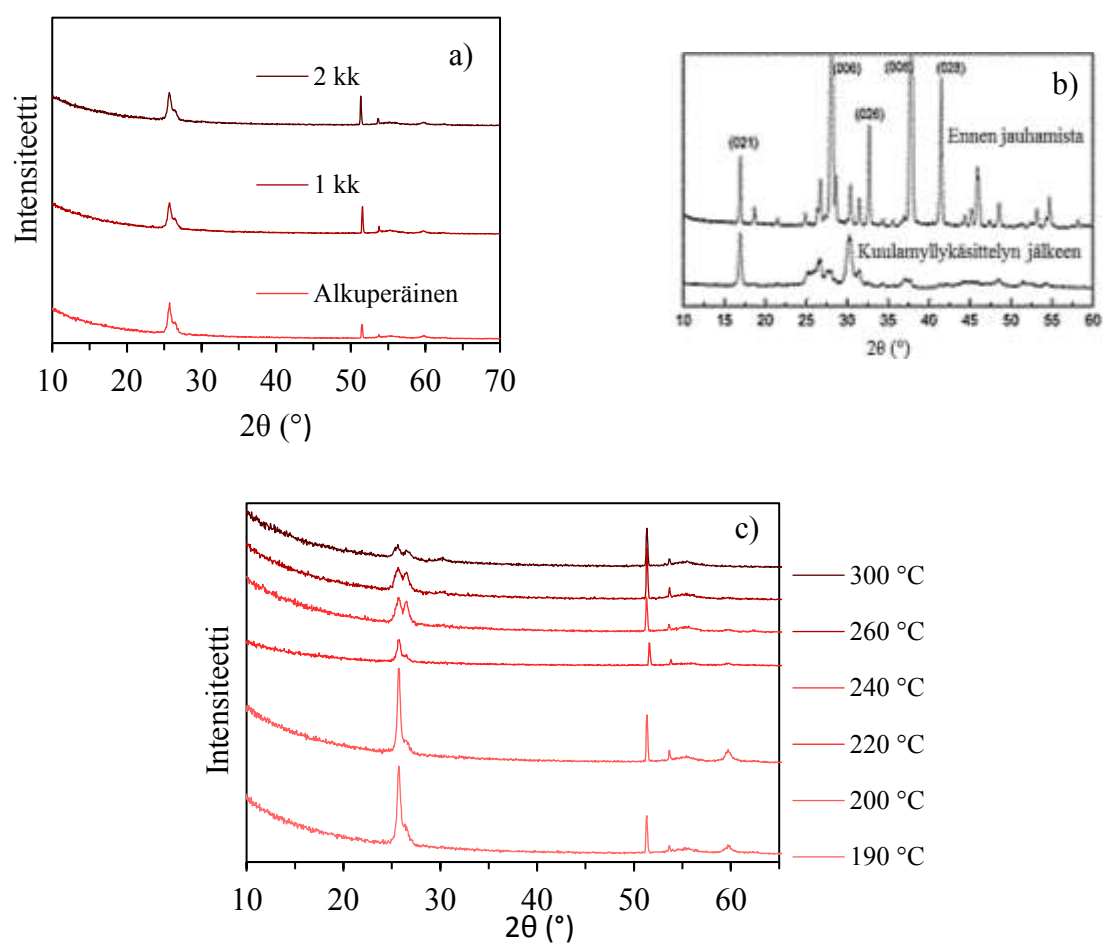 a)
2 kk
1 kk
Alkuperäinen
Intensiteetti
10 20 30 40 50 60 70
2θ (°)
b)
(006)
(008)
(028)
(026)
(021)
Ennen jauhamista
Kuulamyllykäsittelyn jälkeen
10 15 20 25 30 35 40 45 50 55 60
2θ (°)
c)
300 °C
260 °C
240 °C
220 °C
200 °C
190 °C
Intensiteetti
10 20 30 40 50 60
2θ (°)